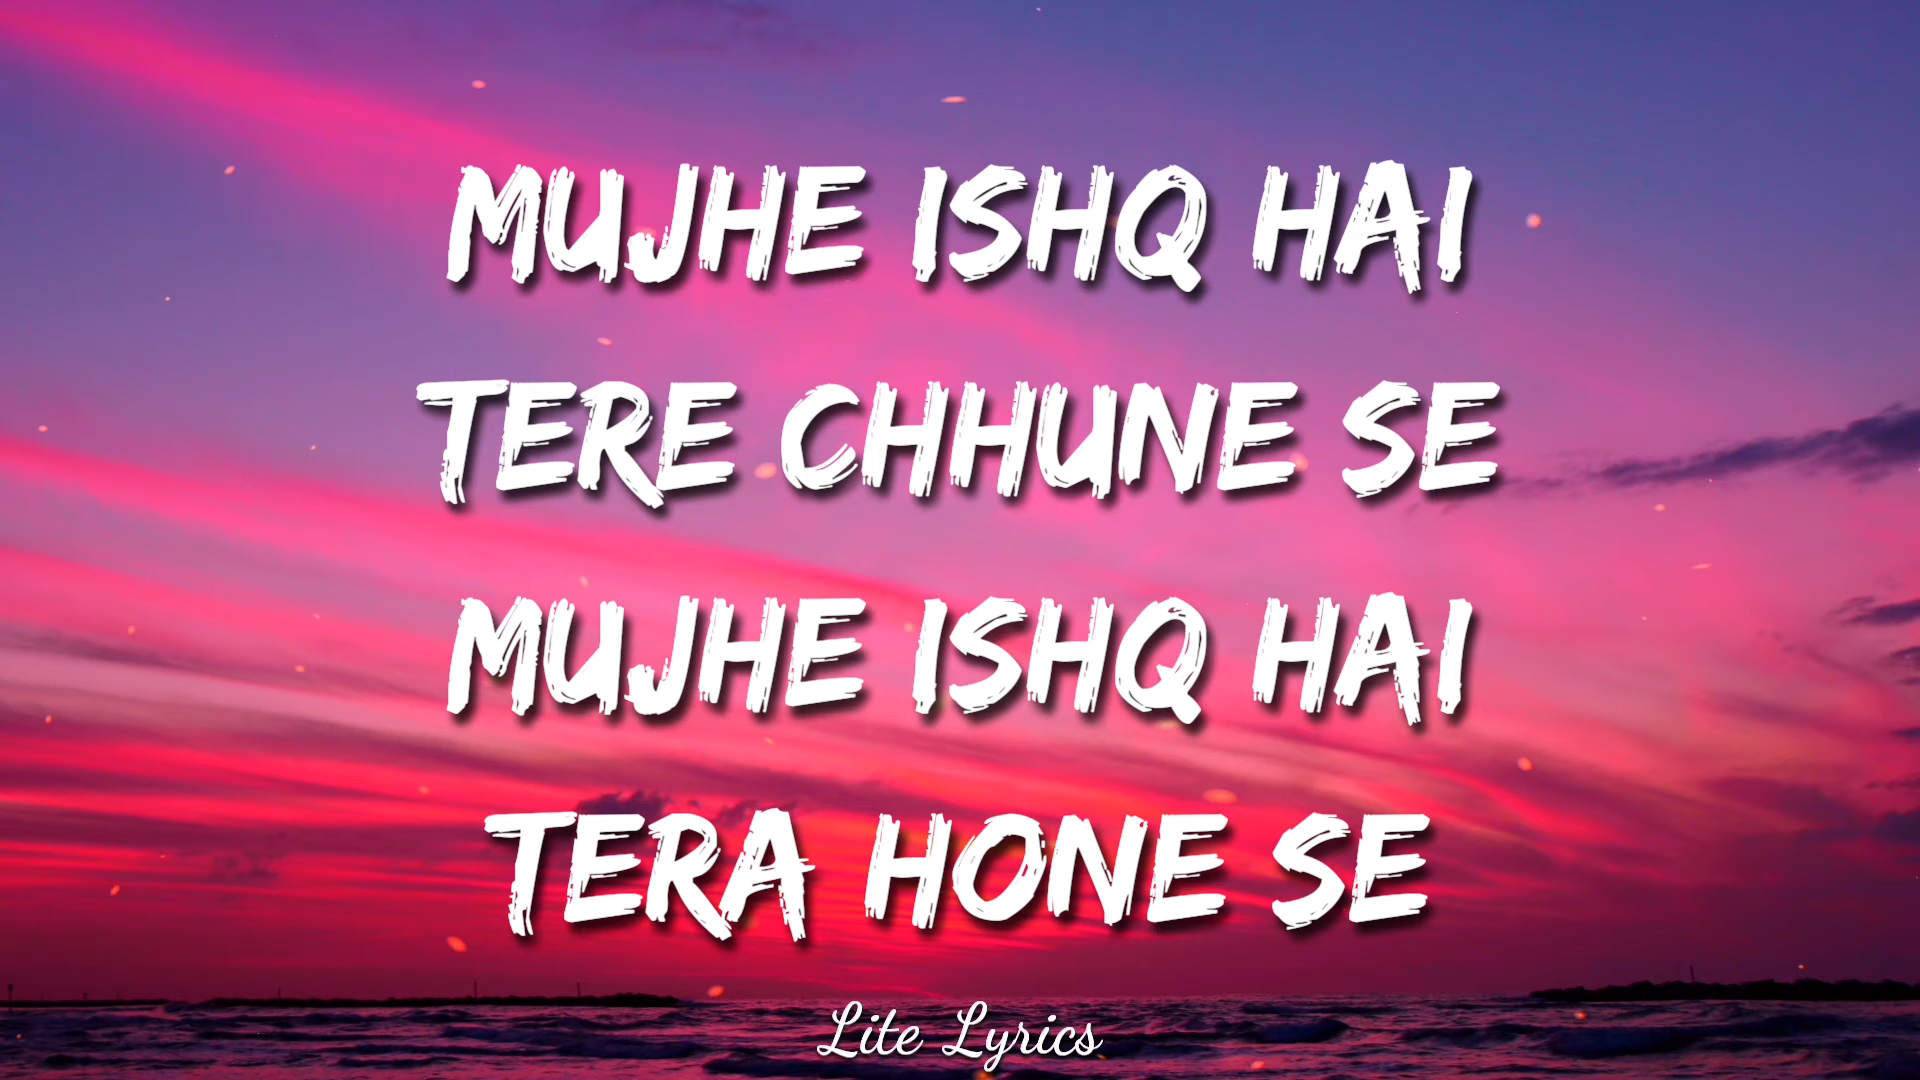 MUJHE ISHQ HAI
TERE CHHUNE SE
MUJHE ISHQ HAI
TERA HONE SE
Lite Lyrics